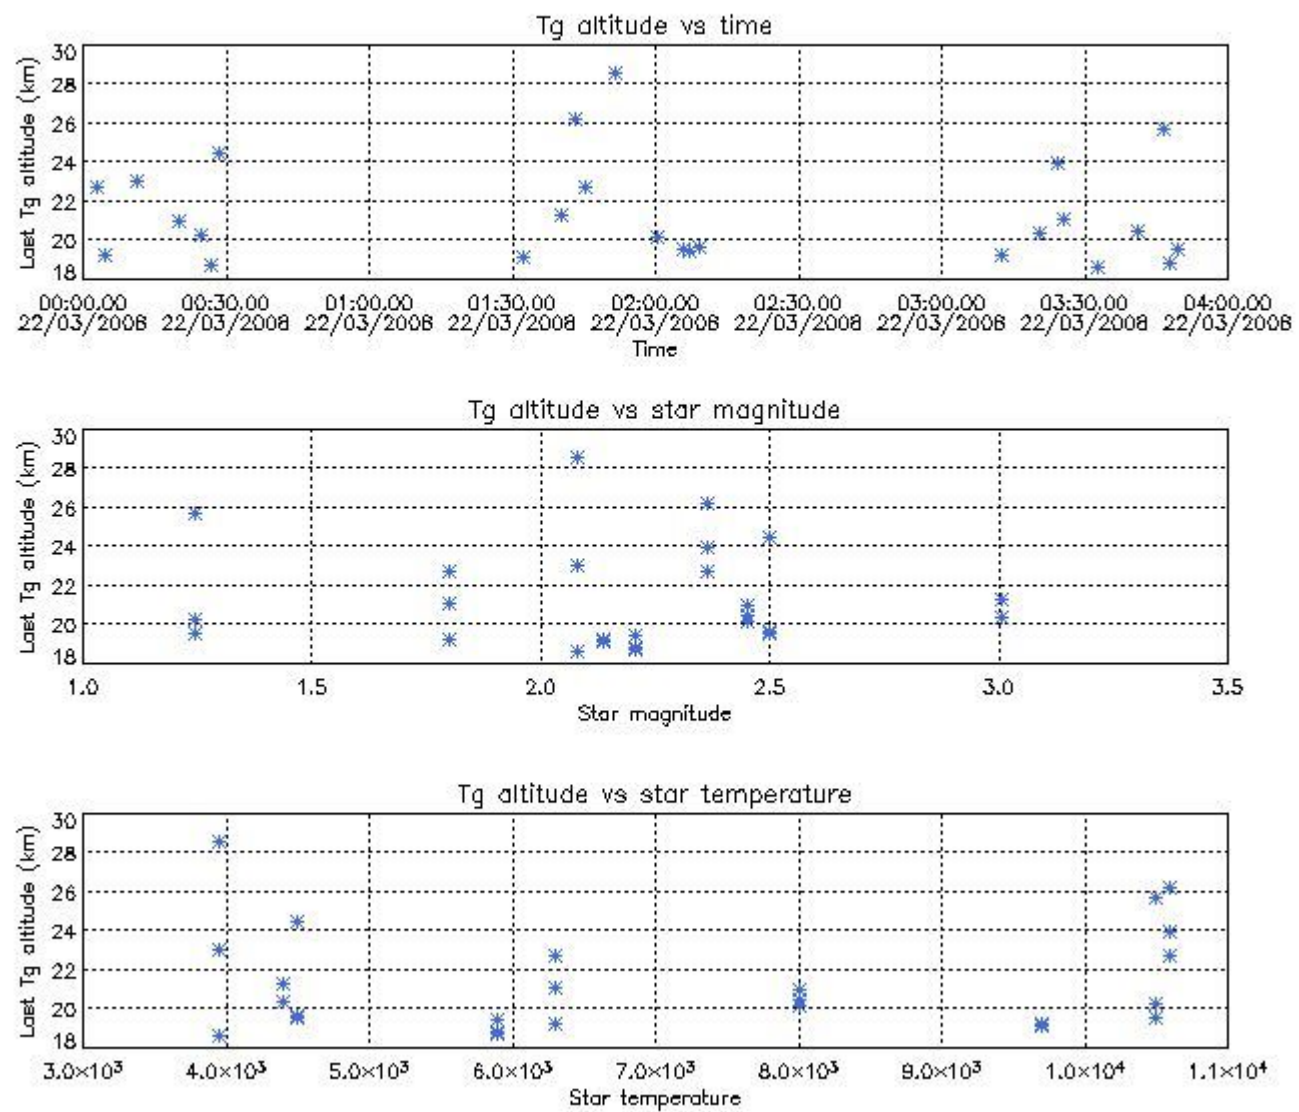 Tg altitude vs time
Last Tg altitude (km)
30
28
26
24
22
20
18
00:00.00 00:30.00 01:00.00 01:30.00 02:00.00 02:30.00 03:00.00 03:30.00 04:00.00
22/03/2008 22/03/2008 22/03/2008 22/03/2008 22/03/2008 22/03/2008 22/03/2008 22/03/2008 22/03/2008
Time
Tg altitude vs star magnitude
Last Tg altitude (km)
30
28
26
24
22
20
18
1.0 1.5 2.0 2.5 3.0 3.5
Star magnitude
Tg altitude vs star temperature
Last Tg altitude (km)
30
28
26
24
22
20
18
3.0×10³ 4.0×10³ 5.0×10³ 6.0×10³ 7.0×10³ 8.0×10³ 9.0×10³ 1.0×10⁴ 1.1×10⁴
Star temperature